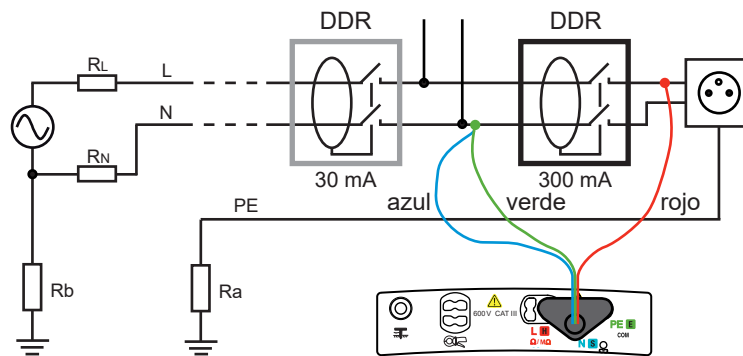 DDR
DDR
RL
L
N
RN
30 mA
300 mA
azul
verde
rojo
PE
Rb
Ra
600V CAT III
L H
Ω/MΩ
N S
PE E
COM